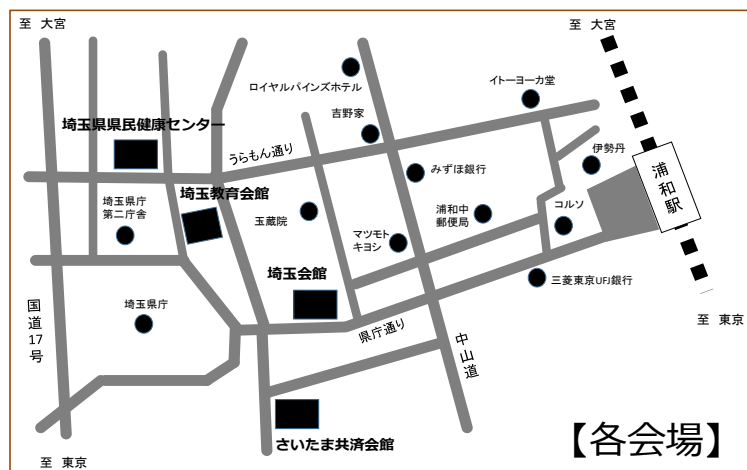 至 大宮
至 大宮
ロイヤルパインズホテル
イトーヨーカ堂
吉野家
埼玉県県民健康センター
うらもん通り
伊勢丹
みずほ銀行
浦和駅
埼玉教育会館
埼玉県庁
第二庁舎
玉蔵院
浦和中
郵便局
コルソ
マツモト
キヨシ
埼玉会館
三菱東京UFJ銀行
国道17号
埼玉県庁
県庁通り
中山道
至 東京
さいたま共済会館
【各会場】
至 東京